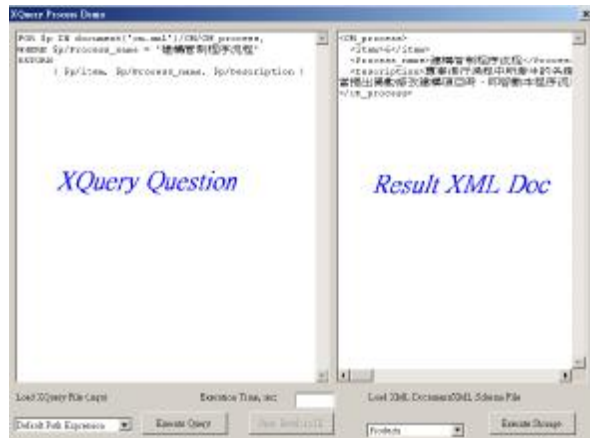 XQuery Process Demo
FOR $p IN document("cm.xml")/CM/CM_process,
WHERE $p/Process_name = "建構管制程序流程"
RETURN
( $p/item, $p/Process_name, $p/Description )
XQuery Question
<CM_process>
<item>6</item>
<Process_name>建構管制程序流程</Process
</CM_process>
Result XML Doc
Load XQuery File (.xqr)
Execution Time, ms:
Load XML Document/XML Schema File
Default Path Expression
Execute Query
Products
Execute Storage